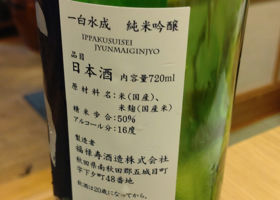 一白水成　純米吟醸
IPPAKUSUISEI
JYUNMAIGINJYO
品目
日本酒 内容量720ml
原材料名：米（国産）、
米麹（国産米）
精米歩合：50％
アルコール分：16度
製造者
福禄寿酒造株式会社
秋田県南秋田郡五城目町
字下夕町48番地
飲酒は20歳になってから。